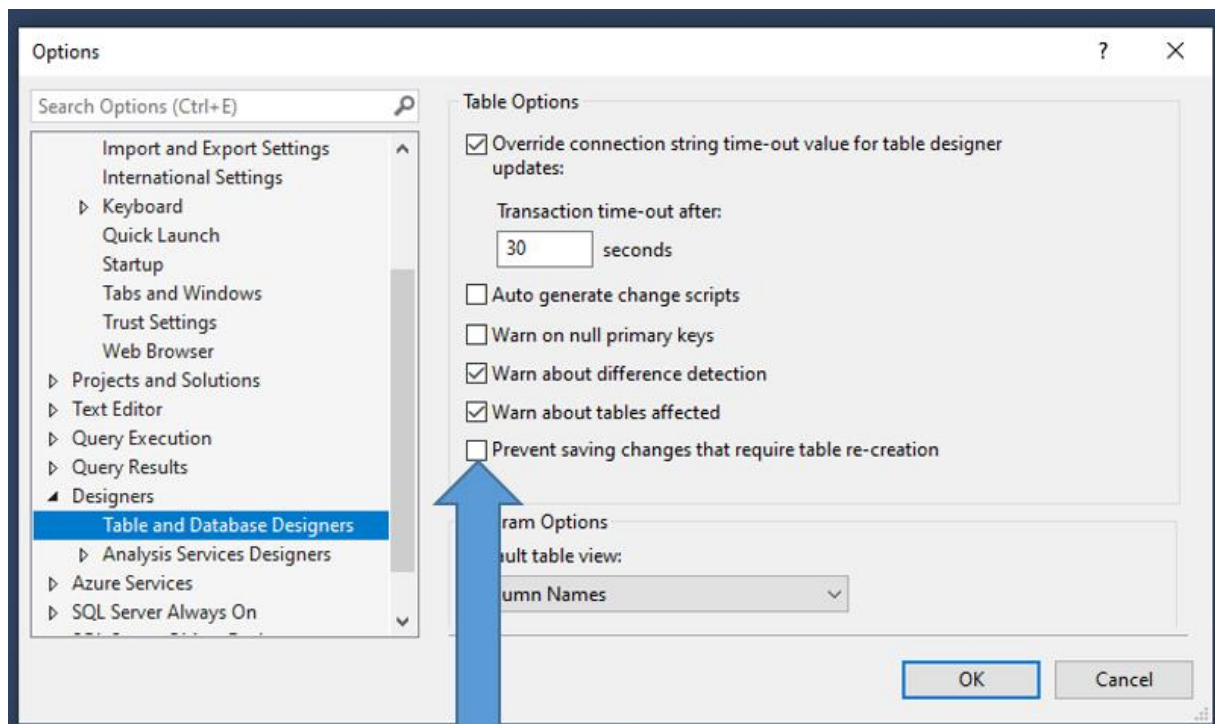 Options
?
Search Options (Ctrl+E)
Import and Export Settings
International Settings
Keyboard
Quick Launch
Startup
Tabs and Windows
Trust Settings
Web Browser
Projects and Solutions
Text Editor
Query Execution
Query Results
Designers
Table and Database Designers
Analysis Services Designers
Azure Services
SQL Server Always On
Table Options
Override connection string time-out value for table designer
updates:
Transaction time-out after:
30 seconds
Auto generate change scripts
Warn on null primary keys
Warn about difference detection
Warn about tables affected
Prevent saving changes that require table re-creation
ram Options
ault table view:
umn Names
OK
Cancel